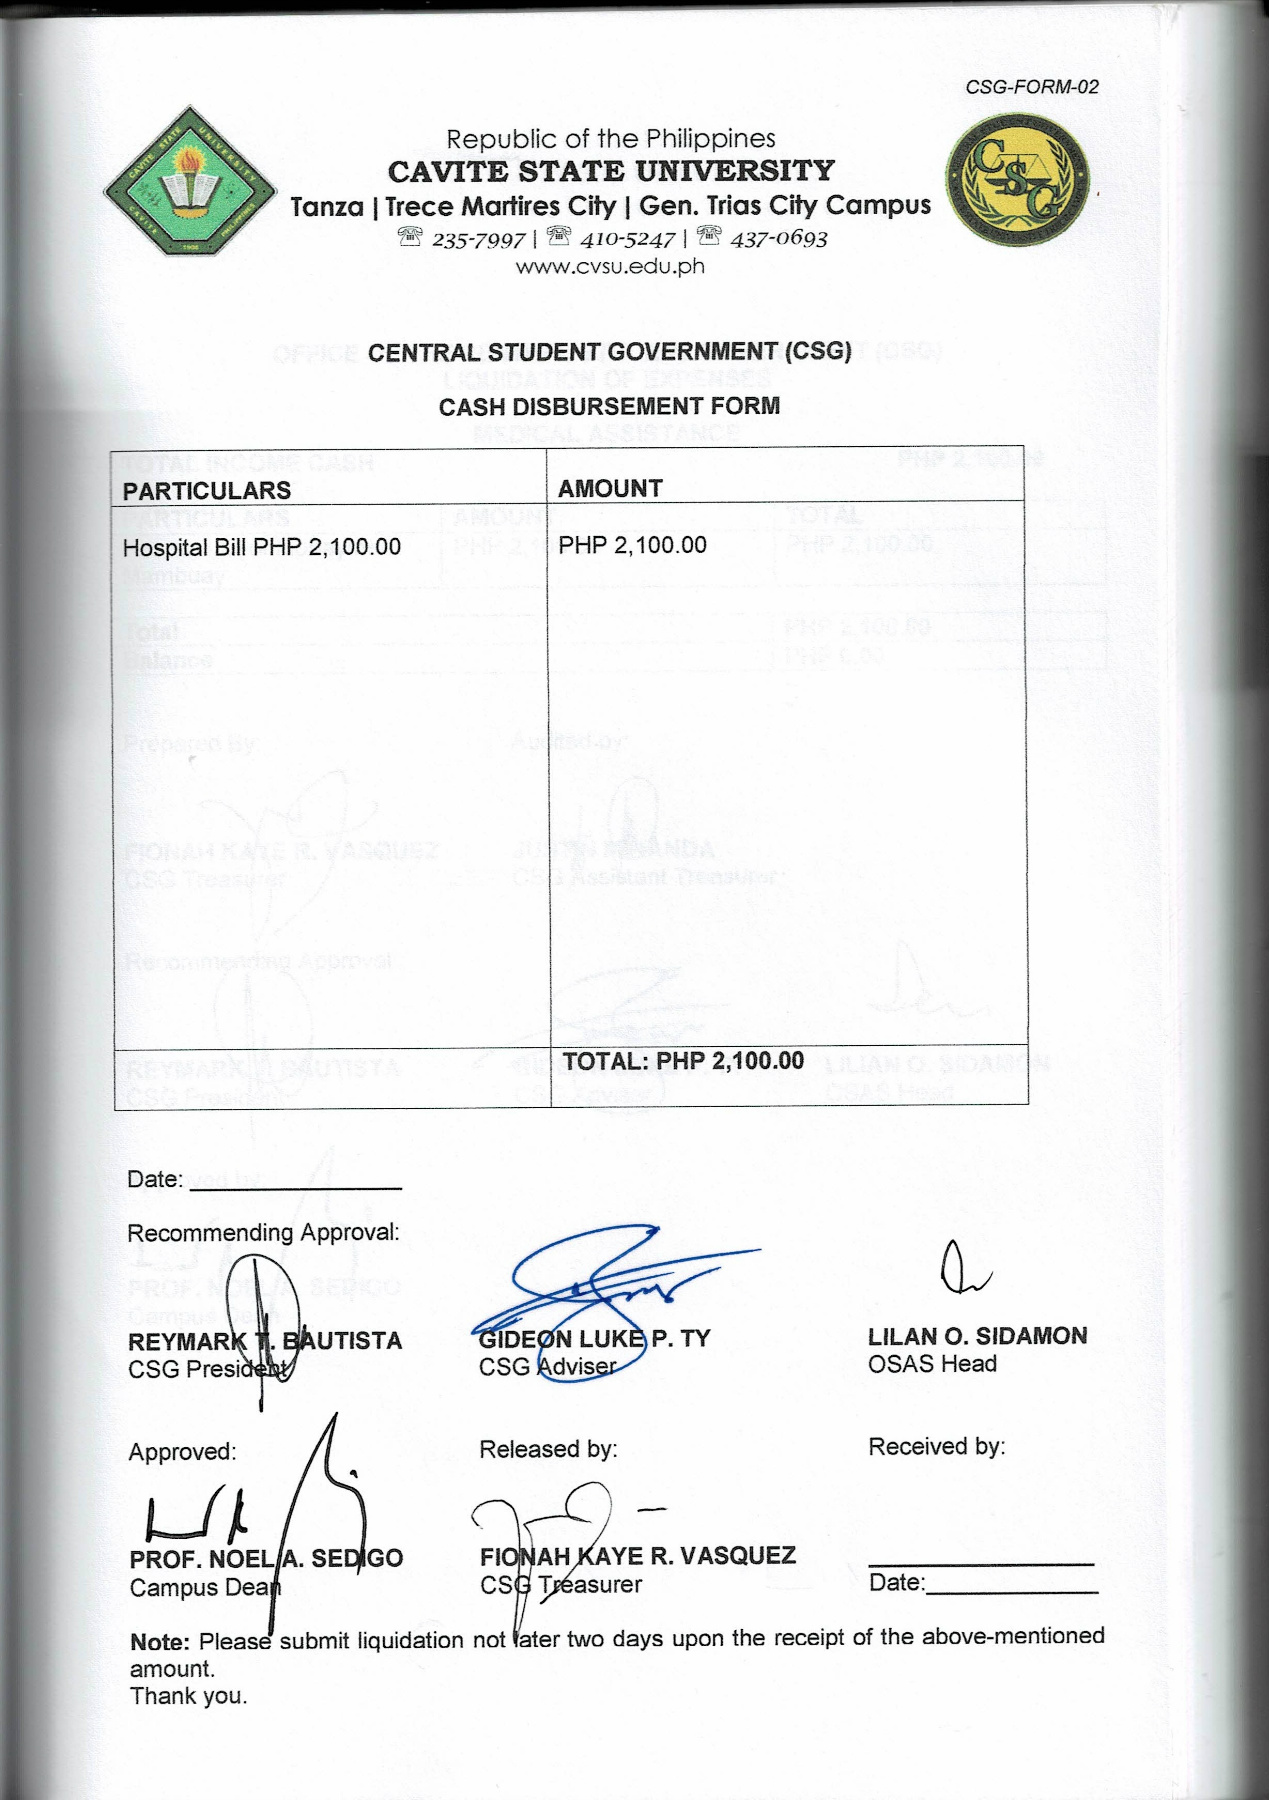 CSG-FORM-02
Republic of the Philippines
CAVITE STATE UNIVERSITY
Tanza | Trece Martires City | Gen. Trias City Campus
☏ 235-7997 | ☏ 410-5247 | ☏ 437-0693
www.cvsu.edu.ph
CENTRAL STUDENT GOVERNMENT (CSG)
CASH DISBURSEMENT FORM
PARTICULARS AMOUNT
Hospital Bill PHP 2,100.00 PHP 2,100.00
TOTAL: PHP 2,100.00
Date: ________________
Recommending Approval:
REYMARK T. BAUTISTA GIDEON LUKE P. TY LILAN O. SIDAMON
CSG President CSG Adviser OSAS Head
Approved: Released by: Received by:
PROF. NOEL A. SEDIGO FIONAH KAYE R. VASQUEZ
Campus Dean CSG Treasurer Date:_____________
Note: Please submit liquidation not later two days upon the receipt of the above-mentioned
amount.
Thank you.